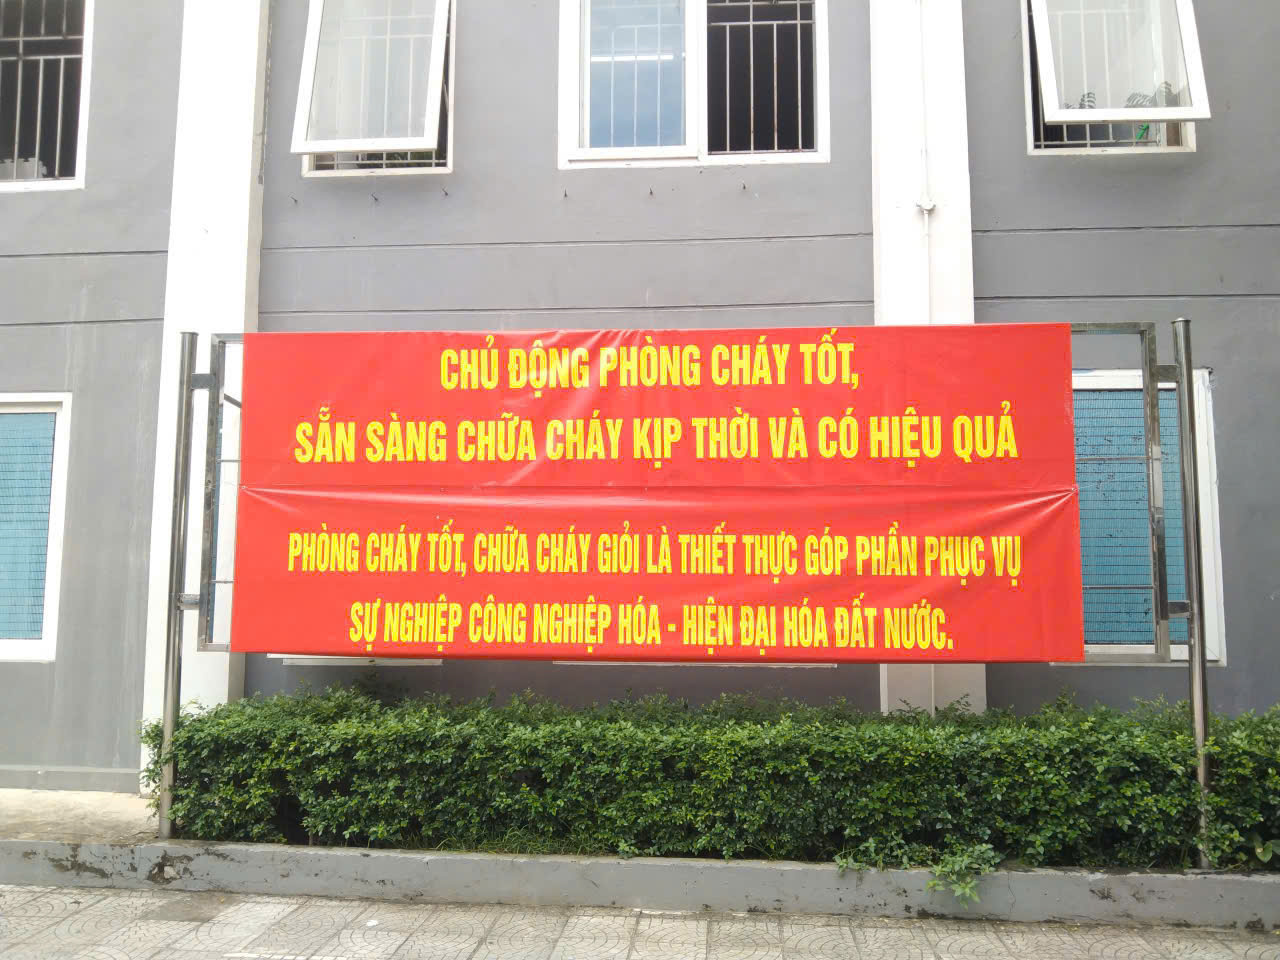 CHỦ ĐỘNG PHÒNG CHÁY TỐT,
SẴN SÀNG CHỮA CHÁY KỊP THỜI VÀ CÓ HIỆU QUẢ
PHÒNG CHÁY TỐT, CHỮA CHÁY GIỎI LÀ THIẾT THỰC GÓP PHẦN PHỤC VỤ
SỰ NGHIỆP CÔNG NGHIỆP HÓA - HIỆN ĐẠI HÓA ĐẤT NƯỚC.